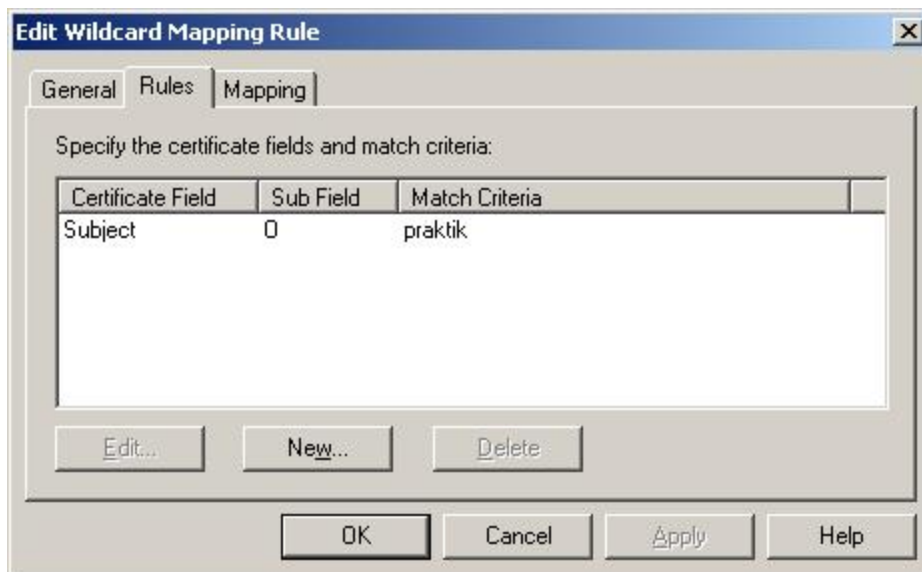 Edit Wildcard Mapping Rule
General Rules Mapping
Specify the certificate fields and match criteria:
Certificate Field Sub Field Match Criteria
Subject O praktik
Edit... New... Delete
OK Cancel Apply Help